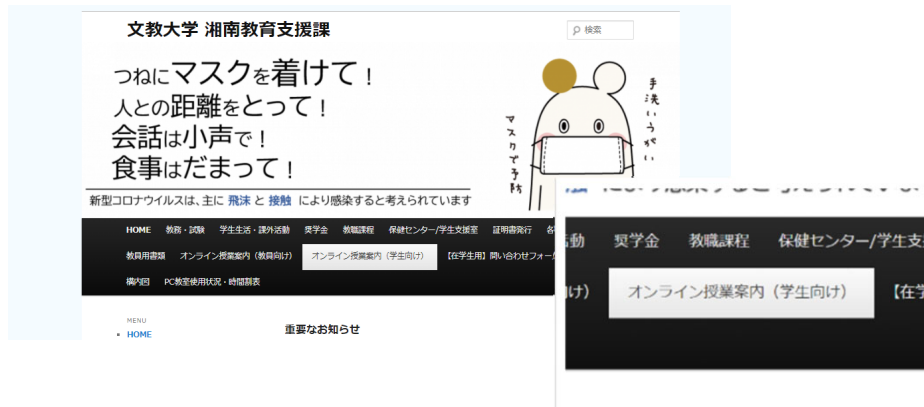 文教大学 湘南教育支援課
検索
つねにマスクを着けて！
人との距離をとって！
会話は小声で！
食事はだまって！
手洗いうがい
マスクで予防
新型コロナウイルスは、主に 飛沫 と 接触 により感染すると考えられています
HOME 教務・試験 学生生活・課外活動 奨学金 教職課程 保健センター/学生支援室 証明書発行 各
教員用書類 オンライン授業案内（教員向け） オンライン授業案内（学生向け） 【在学生用】問い合わせフォー
構内図 PC教室使用状況・時間割表
MENU
HOME
重要なお知らせ
動 奨学金 教職課程 保健センター/学生支
け） オンライン授業案内（学生向け） 【在学